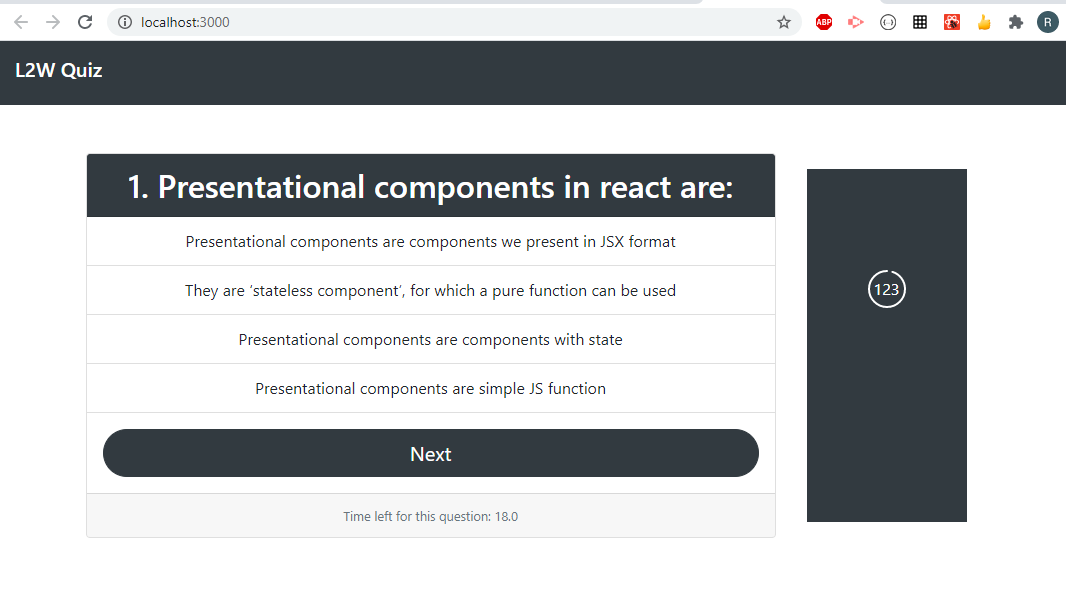 localhost:3000
ABP
R
L2W Quiz
1. Presentational components in react are:
Presentational components are components we present in JSX format
They are 'stateless component', for which a pure function can be used
Presentational components are components with state
Presentational components are simple JS function
Next
Time left for this question: 18.0
123